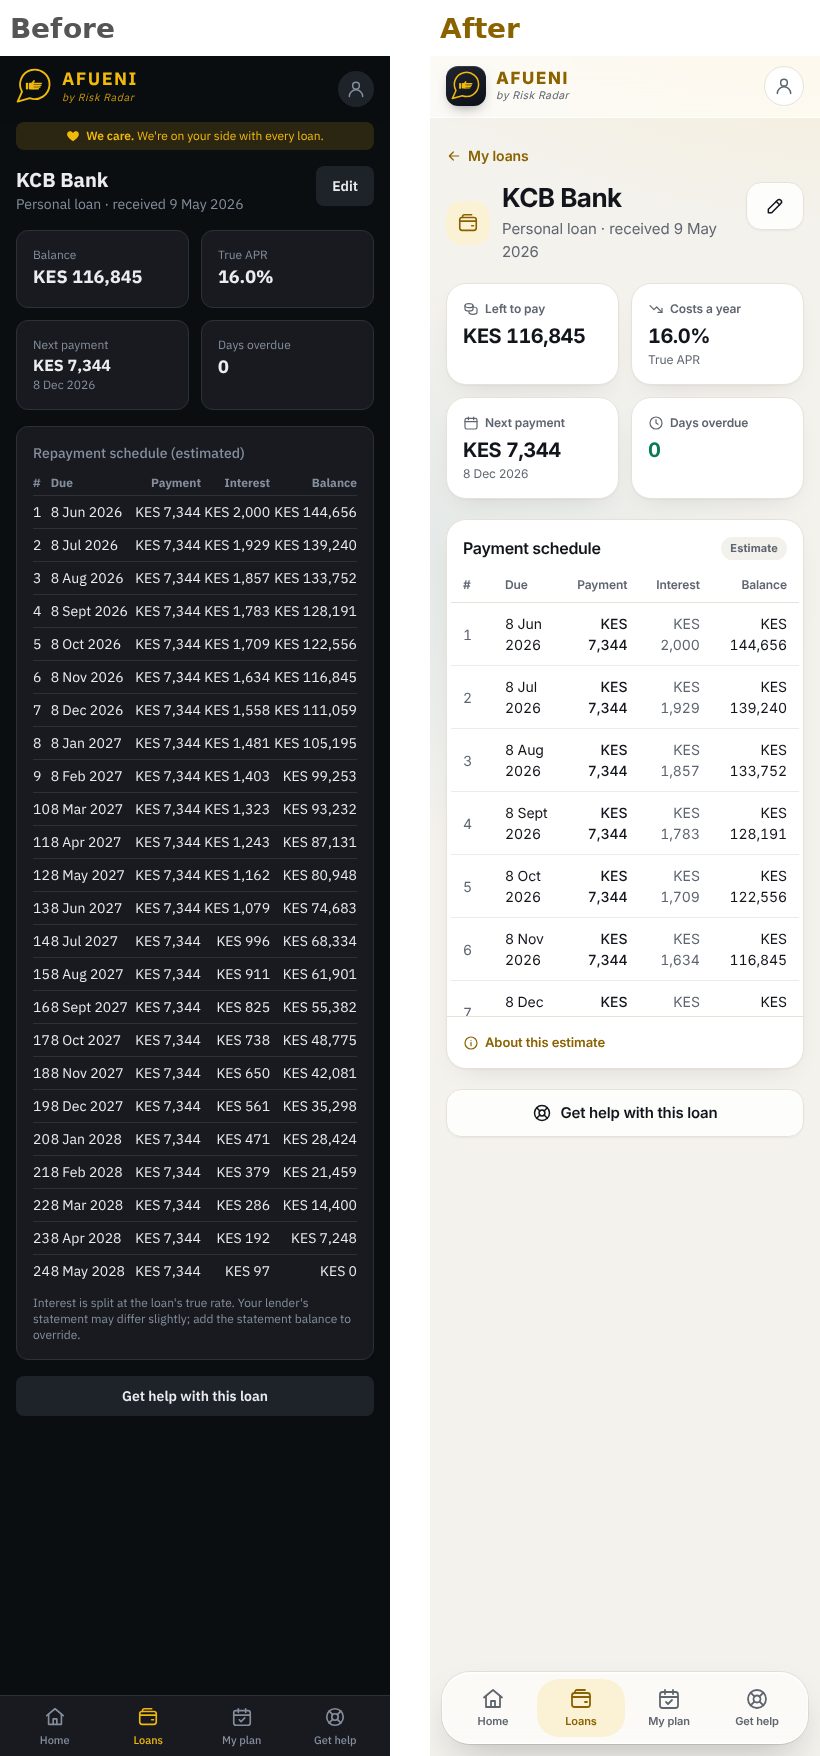 Before
AFUENI
by Risk Radar
We care. We're on your side with every loan.
KCB Bank
Personal loan · received 9 May 2026
Edit
Balance
KES 116,845
True APR
16.0%
Next payment
KES 7,344
8 Dec 2026
Days overdue
0
Repayment schedule (estimated)
# Due Payment Interest Balance
1 8 Jun 2026 KES 7,344 KES 2,000 KES 144,656
2 8 Jul 2026 KES 7,344 KES 1,929 KES 139,240
3 8 Aug 2026 KES 7,344 KES 1,857 KES 133,752
4 8 Sept 2026 KES 7,344 KES 1,783 KES 128,191
5 8 Oct 2026 KES 7,344 KES 1,709 KES 122,556
6 8 Nov 2026 KES 7,344 KES 1,634 KES 116,845
7 8 Dec 2026 KES 7,344 KES 1,558 KES 111,059
8 8 Jan 2027 KES 7,344 KES 1,481 KES 105,195
9 8 Feb 2027 KES 7,344 KES 1,403 KES 99,253
10 8 Mar 2027 KES 7,344 KES 1,323 KES 93,232
11 8 Apr 2027 KES 7,344 KES 1,243 KES 87,131
12 8 May 2027 KES 7,344 KES 1,162 KES 80,948
13 8 Jun 2027 KES 7,344 KES 1,079 KES 74,683
14 8 Jul 2027 KES 7,344 KES 996 KES 68,334
15 8 Aug 2027 KES 7,344 KES 911 KES 61,901
16 8 Sept 2027 KES 7,344 KES 825 KES 55,382
17 8 Oct 2027 KES 7,344 KES 738 KES 48,775
18 8 Nov 2027 KES 7,344 KES 650 KES 42,081
19 8 Dec 2027 KES 7,344 KES 561 KES 35,298
20 8 Jan 2028 KES 7,344 KES 471 KES 28,424
21 8 Feb 2028 KES 7,344 KES 379 KES 21,459
22 8 Mar 2028 KES 7,344 KES 286 KES 14,400
23 8 Apr 2028 KES 7,344 KES 192 KES 7,248
24 8 May 2028 KES 7,344 KES 97 KES 0
Interest is split at the loan's true rate. Your lender's
statement may differ slightly; add the statement balance to
override.
Get help with this loan
Home Loans My plan Get help
After
AFUENI
by Risk Radar
← My loans
KCB Bank
Personal loan · received 9 May
2026
Left to pay
KES 116,845
Costs a year
16.0%
True APR
Next payment
KES 7,344
8 Dec 2026
Days overdue
0
Payment schedule
Estimate
# Due Payment Interest Balance
1 8 Jun KES KES KES
2026 7,344 2,000 144,656
2 8 Jul KES KES KES
2026 7,344 1,929 139,240
3 8 Aug KES KES KES
2026 7,344 1,857 133,752
4 8 Sept KES KES KES
2026 7,344 1,783 128,191
5 8 Oct KES KES KES
2026 7,344 1,709 122,556
6 8 Nov KES KES KES
2026 7,344 1,634 116,845
7 8 Dec KES KES KES
About this estimate
Get help with this loan
Home Loans My plan Get help